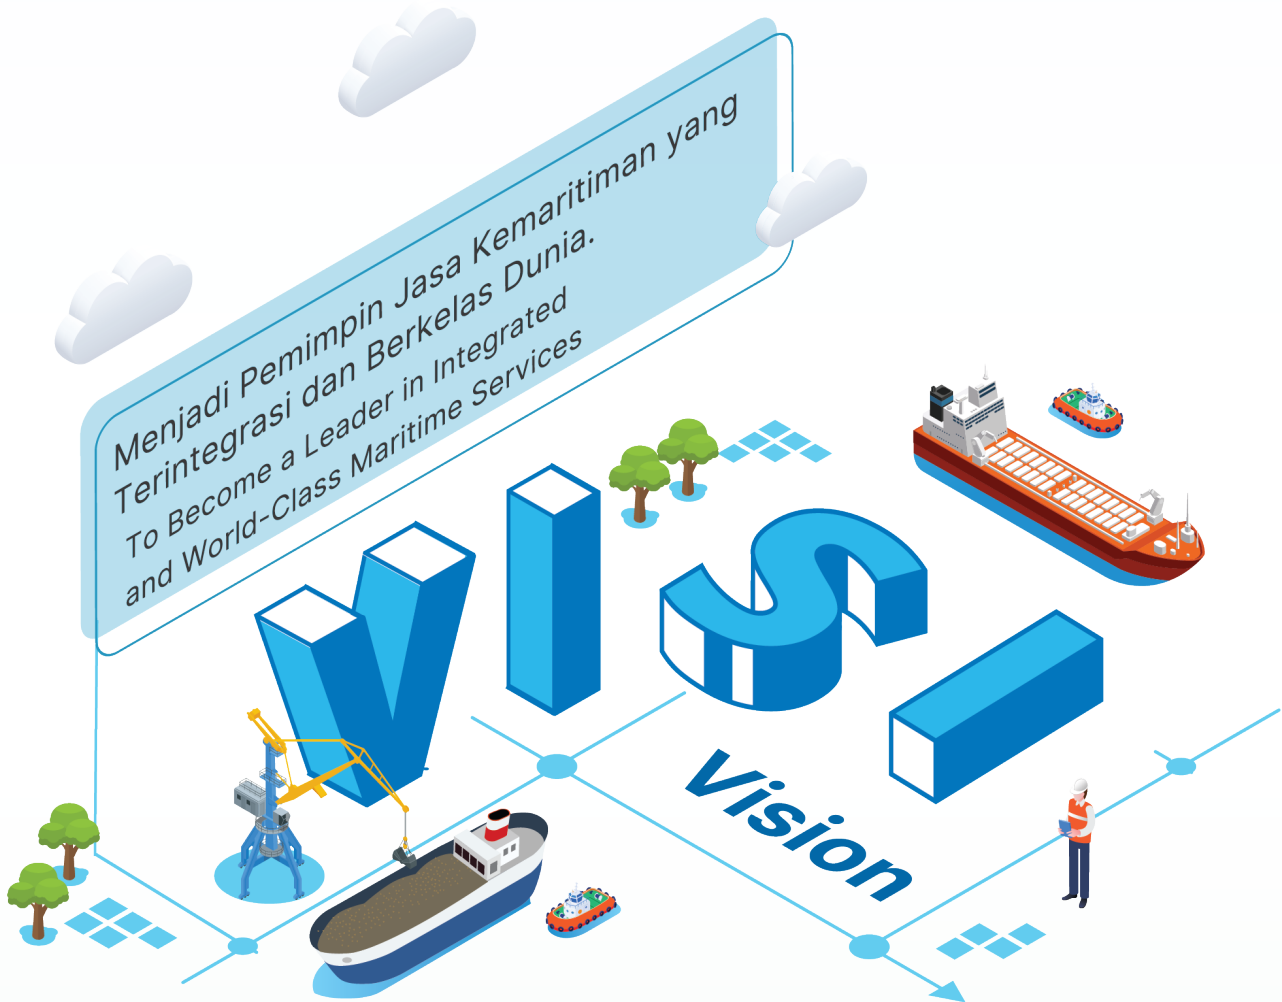 Menjadi Pemimpin Jasa Kemaritiman yang
Terintegrasi dan Berkelas Dunia.
To Become a Leader in Integrated
and World-Class Maritime Services
VISI
Vision